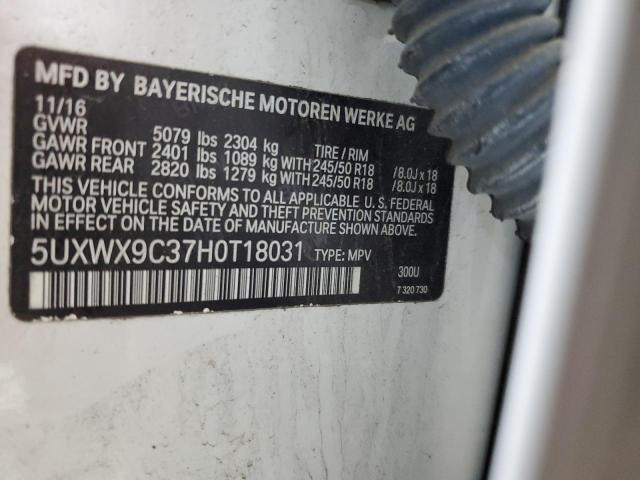 MFD BY BAYERISCHE MOTOREN WERKE AG
11/16
GVWR 5079 lbs 2304 kg TIRE / RIM
GAWR FRONT 2401 lbs 1089 kg WITH 245/50 R18 /8.0J x 18
GAWR REAR 2820 lbs 1279 kg WITH 245/50 R18 /8.0J x 18
THIS VEHICLE CONFORMS TO ALL APPLICABLE U. S. FEDERAL
MOTOR VEHICLE SAFETY AND THEFT PREVENTION STANDARDS
IN EFFECT ON THE DATE OF MANUFACTURE SHOWN ABOVE.
5UXWX9C37H0T18031 TYPE: MPV
300U
7 320 730